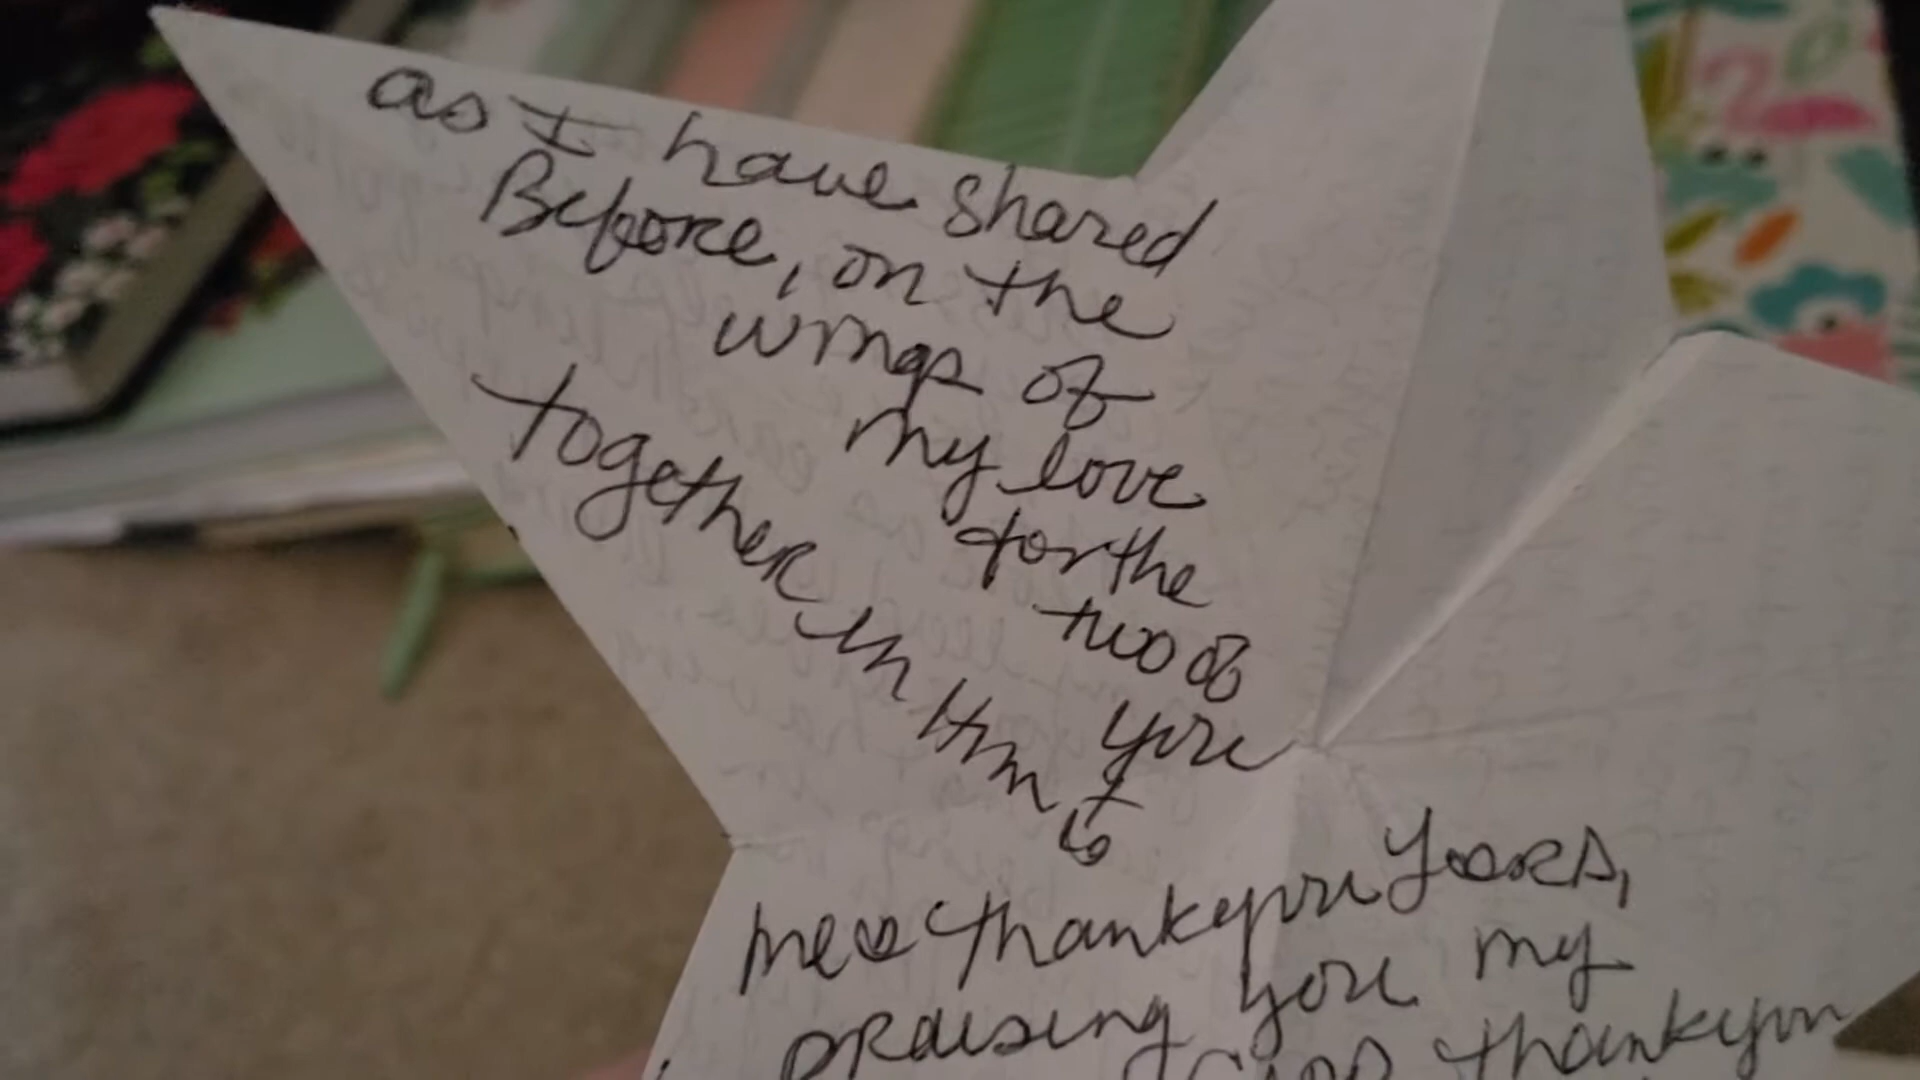 as I have shared
Before, on the
wings of
my love
for the
two of
you
together in Him &
me thank you
praising you my
thank you